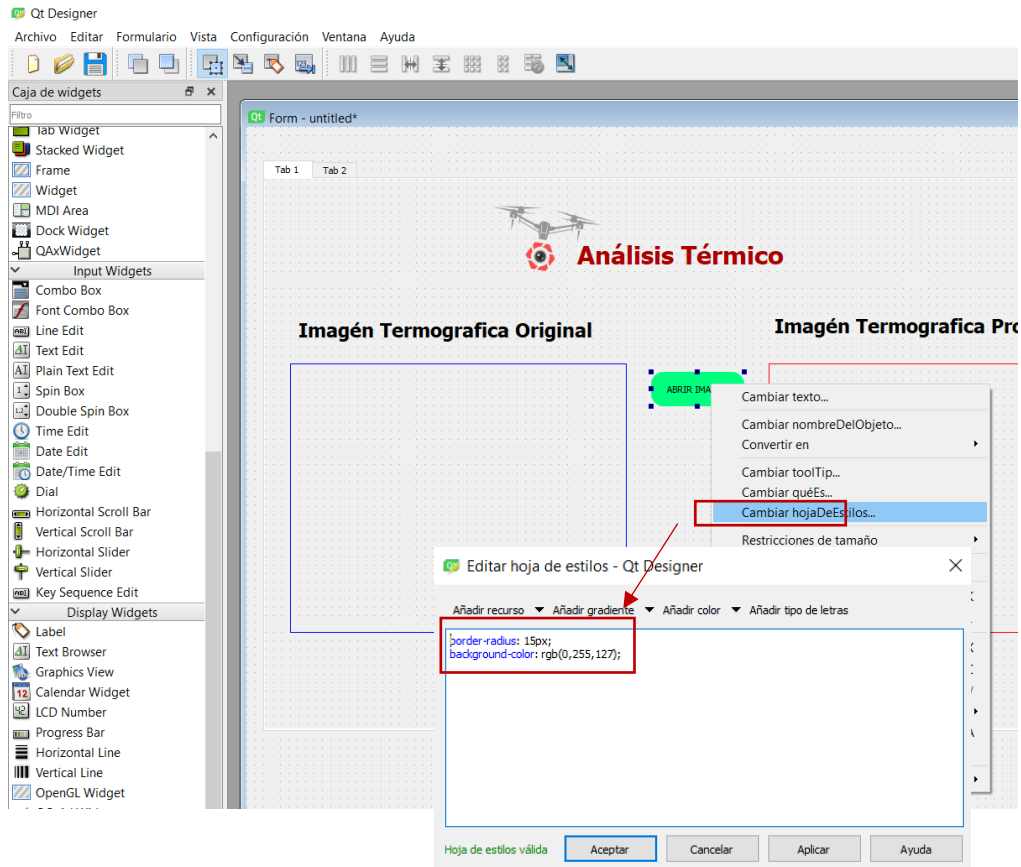 Qt Designer
Archivo Editar Formulario Vista Configuración Ventana Ayuda
Caja de widgets
Filtro
Tab Widget
Stacked Widget
Frame
Widget
MDI Area
Dock Widget
QAxWidget
Input Widgets
Combo Box
Font Combo Box
Line Edit
Text Edit
Plain Text Edit
Spin Box
Double Spin Box
Time Edit
Date Edit
Date/Time Edit
Dial
Horizontal Scroll Bar
Vertical Scroll Bar
Horizontal Slider
Vertical Slider
Key Sequence Edit
Display Widgets
Label
Text Browser
Graphics View
Calendar Widget
LCD Number
Progress Bar
Horizontal Line
Vertical Line
OpenGL Widget
Form - untitled*
Tab 1 Tab 2
Análisis Térmico
Imagén Termografica Original
Imagén Termografica Pro
ABRIR IMA
Cambiar texto...
Cambiar nombreDelObjeto...
Convertir en
Cambiar toolTip...
Cambiar quéEs...
Cambiar hojaDeEstilos...
Restricciones de tamaño
Editar hoja de estilos - Qt Designer
Añadir recurso Añadir gradiente Añadir color Añadir tipo de letras
border-radius: 15px;
background-color: rgb(0,255,127);
Hoja de estilos válida Aceptar Cancelar Aplicar Ayuda